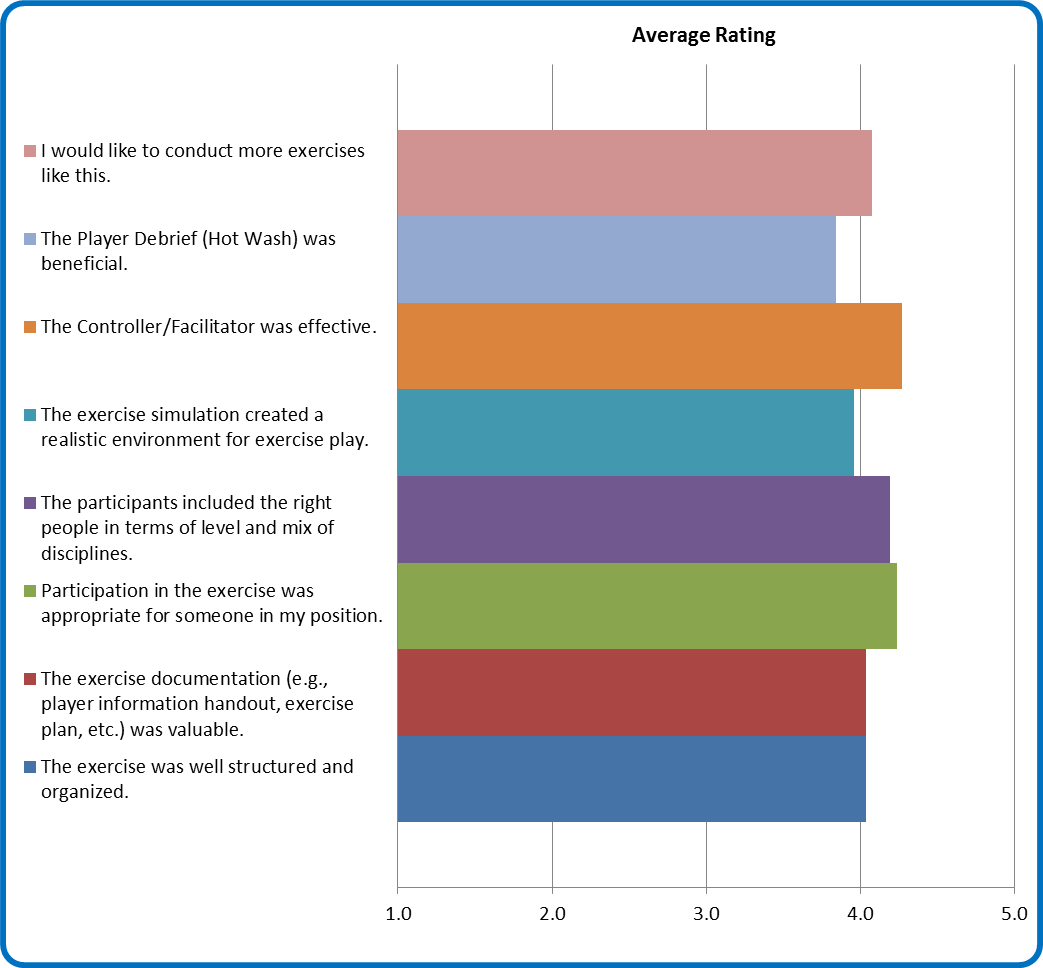 Average Rating
I would like to conduct more exercises
like this.
The Player Debrief (Hot Wash) was
beneficial.
The Controller/Facilitator was effective.
The exercise simulation created a
realistic environment for exercise play.
The participants included the right
people in terms of level and mix of
disciplines.
Participation in the exercise was
appropriate for someone in my position.
The exercise documentation (e.g.,
player information handout, exercise
plan, etc.) was valuable.
The exercise was well structured and
organized.
1.0 2.0 3.0 4.0 5.0